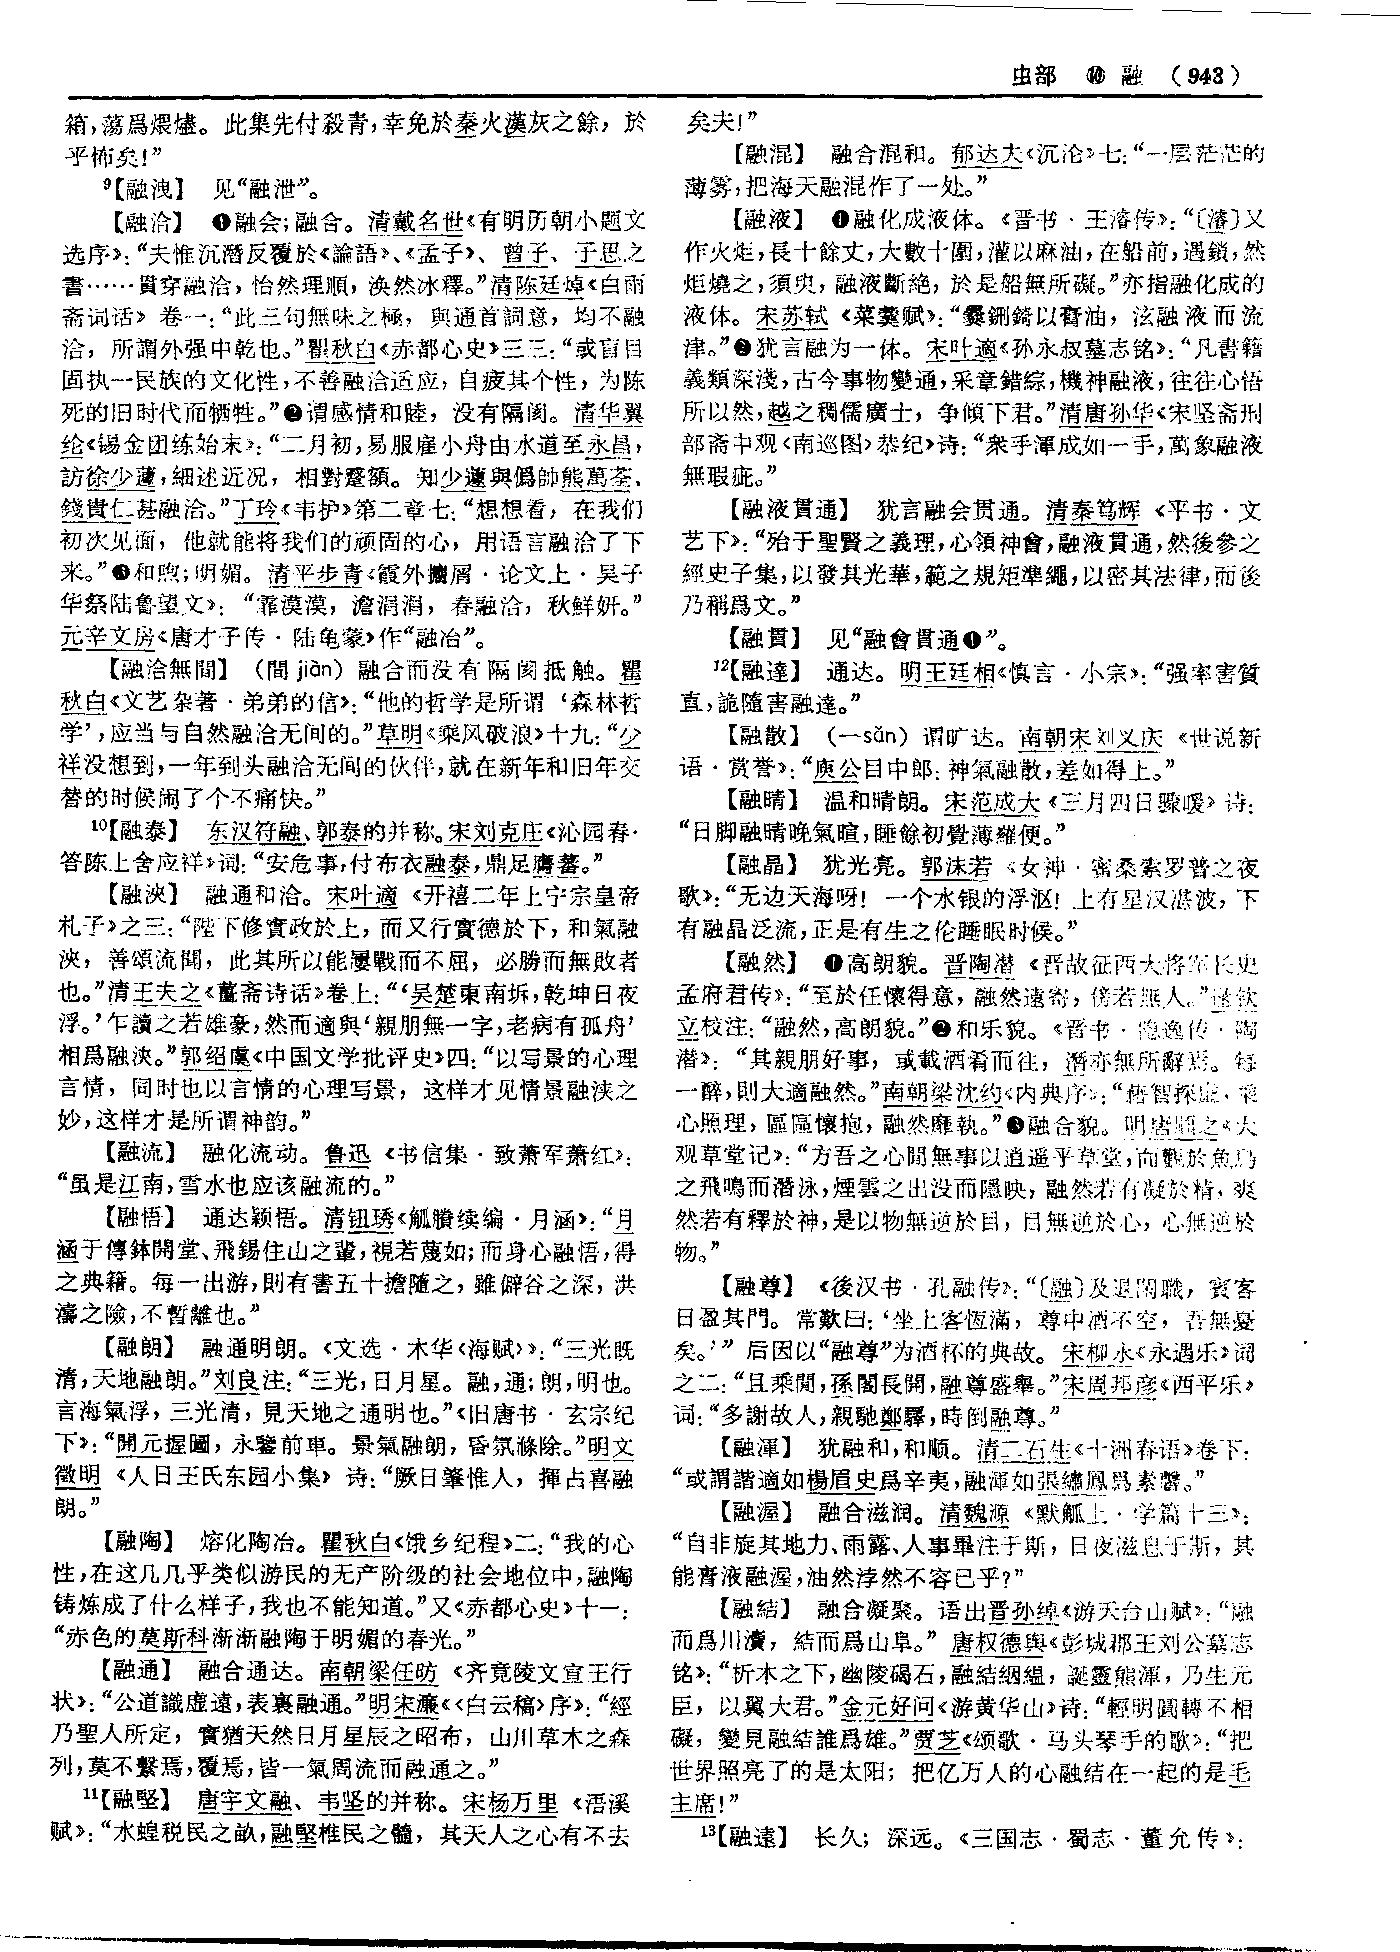 虫部 ⑩ 融 （943）
箱，蕩爲煨燼。此集先付殺青，幸免於秦火漢灰之餘，於
乎怖矣！”
⁹【融洩】 见“融泄”。
【融洽】 ❶融会；融合。清戴名世《有明历朝小题文
选序》：“夫惟沉潛反覆於《論語》、《孟子》、曾子、子思之
書……貫穿融洽，怡然理順，涣然冰釋。”清陈廷焯《白雨
斋词话》卷一：“此三句無味之極，與通首詞意，均不融
洽，所謂外强中乾也。”瞿秋白《赤都心史》三三：“或盲目
固执一民族的文化性，不善融洽适应，自疲其个性，为陈
死的旧时代而牺牲。”❷谓感情和睦，没有隔阂。清华翼
纶《锡金团练始末》：“二月初，易服雇小舟由水道至永昌，
訪徐少蘧，細述近况，相對蹙額。知少蘧與僞帥熊萬荃、
錢貴仁甚融洽。”丁玲《韦护》第二章七：“想想看，在我们
初次见面，他就能将我们的顽固的心，用语言融洽了下
来。”❸和煦；明媚。清平步青《霞外攟屑·论文上·吴子
华祭陆鲁望文》：“霏漠漠，澹涓涓，春融洽，秋鮮妍。”
元辛文房《唐才子传·陆龟蒙》作“融冶”。
【融洽無間】（間 jiàn）融合而没有隔阂抵触。瞿
秋白《文艺杂著·弟弟的信》：“他的哲学是所谓‘森林哲
学’，应当与自然融洽无间的。”草明《乘风破浪》十九：“少
祥没想到，一年到头融洽无间的伙伴，就在新年和旧年交
替的时候闹了个不痛快。”
¹⁰【融泰】 东汉符融、郭泰的并称。宋刘克庄《沁园春·
答陈上舍应祥》词：“安危事，付布衣融泰，鼎足膺蕃。”
【融浹】 融通和洽。宋叶適《开禧二年上宁宗皇帝
札子》之三：“陛下修實政於上，而又行實德於下，和氣融
浹，善頌流聞，此其所以能屢戰而不屈，必勝而無敗者
也。”清王夫之《薑斋诗话》卷上：“‘吴楚東南坼，乾坤日夜
浮。’乍讀之若雄豪，然而適與‘親朋無一字，老病有孤舟’
相爲融浹。”郭绍虞《中国文学批评史》四：“以写景的心理
言情，同时也以言情的心理写景，这样才见情景融浃之
妙，这样才是所谓神韵。”
【融流】 融化流动。鲁迅《书信集·致萧军萧红》：
“虽是江南，雪水也应该融流的。”
【融悟】 通达颖悟。清钮琇《觚賸续编·月涵》：“月
涵于傳鉢開堂、飛錫住山之輩，視若蔑如；而身心融悟，得
之典籍。每一出游，則有書五十擔隨之，雖僻谷之深，洪
濤之險，不暫離也。”
【融朗】 融通明朗。《文选·木华〈海赋〉》：“三光既
清，天地融朗。”刘良注：“三光，日月星。融，通；朗，明也。
言海氣浮，三光清，見天地之通明也。”《旧唐书·玄宗纪
下》：“開元握圖，永鑒前車。景氣融朗，昏氛滌除。”明文
徵明《人日王氏东园小集》诗：“厥日肇惟人，揮占喜融
朗。”
【融陶】 熔化陶冶。瞿秋白《饿乡纪程》二：“我的心
性，在这几几乎类似游民的无产阶级的社会地位中，融陶
铸炼成了什么样子，我也不能知道。”又《赤都心史》十一：
“赤色的莫斯科渐渐融陶于明媚的春光。”
【融通】 融合通达。南朝梁任昉《齐竟陵文宣王行
状》：“公道識虚遠，表裏融通。”明宋濂《〈白云稿〉序》：“經
乃聖人所定，實猶天然日月星辰之昭布，山川草木之森
列，莫不繫焉，覆焉，皆一氣周流而融通之。”
¹¹【融堅】 唐宇文融、韦坚的并称。宋杨万里《浯溪
赋》：“水蝗税民之畝，融堅椎民之髓，其天人之心有不去
矣夫！”
【融混】 融合混和。郁达夫《沉沦》七：“一层茫茫的
薄雾，把海天融混作了一处。”
【融液】 ❶融化成液体。《晋书·王濬传》：“〔濬〕又
作火炬，長十餘丈，大數十圍，灌以麻油，在船前，遇鎖，然
炬燒之，須臾，融液斷絶，於是船無所礙。”亦指融化成的
液体。宋苏轼《菜羹赋》：“爨鉶錡以膏油，泫融液而流
津。”❷犹言融为一体。宋叶適《孙永叔墓志铭》：“凡書籍
義類深淺，古今事物變通，采章錯綜，機神融液，往往心悟
所以然，越之稠儒廣士，争傾下君。”清唐孙华《宋坚斋刑
部斋中观〈南巡图〉恭纪》诗：“衆手渾成如一手，萬象融液
無瑕疵。”
【融液貫通】 犹言融会贯通。清秦笃辉《平书·文
艺下》：“殆于聖賢之義理，心領神會，融液貫通，然後參之
經史子集，以發其光華，範之規矩準繩，以密其法律，而後
乃稱爲文。”
【融貫】 见“融會貫通❶”。
¹²【融達】 通达。明王廷相《慎言·小宗》：“强率害質
直，詭隨害融達。”
【融散】（－sǎn）谓旷达。南朝宋刘义庆《世说新
语·赏誉》：“庾公目中郎：神氣融散，差如得上。”
【融晴】 温和晴朗。宋范成大《三月四日骤暖》诗：
“日脚融晴晚氣暄，睡餘初覺薄羅便。”
【融晶】 犹光亮。郭沫若《女神·密桑索罗普之夜
歌》：“无边天海呀！一个水银的浮沤！上有星汉湛波，下
有融晶泛流，正是有生之伦睡眠时候。”
【融然】 ❶高朗貌。晋陶潜《晋故征西大将军长史
孟府君传》：“至於任懷得意，融然遠寄，傍若無人。”逯钦
立校注：“融然，高朗貌。”❷和乐貌。《晋书·隐逸传·陶
潜》：“其親朋好事，或載酒肴而往，潛亦無所辭焉。每
一醉，則大適融然。”南朝梁沈约《内典序》：“藉智探虚，乘
心照理，區區懷抱，融然靡執。”❸融合貌。明唐顺之《大
观草堂记》：“方吾之心閒無事以逍遥乎草堂，而觀於魚鳥
之飛鳴而潛泳，煙雲之出没而隱映，融然若有凝於精，爽
然若有釋於神，是以物無逆於目，目無逆於心，心無逆於
物。”
【融尊】 《後汉书·孔融传》：“〔融〕及退閑職，賓客
日盈其門。常歎曰：‘坐上客恆滿，尊中酒不空，吾無憂
矣。’”后因以“融尊”为酒杯的典故。宋柳永《永遇乐》词
之二：“且乘閒，孫閣長開，融尊盛舉。”宋周邦彦《西平乐》
词：“多謝故人，親馳鄭驛，時倒融尊。”
【融渾】 犹融和，和顺。清二石生《十洲春语》卷下：
“或謂諧適如楊眉史爲辛夷，融渾如張繡鳳爲素馨。”
【融渥】 融合滋润。清魏源《默觚上·学篇十三》：
“自非旋其地力、雨露、人事畢注于斯，日夜滋息于斯，其
能膏液融渥，油然浡然不容已乎？”
【融結】 融合凝聚。语出晋孙绰《游天台山赋》：“融
而爲川瀆，結而爲山阜。”唐权德舆《彭城郡王刘公墓志
铭》：“析木之下，幽陵碣石，融結絪緼，誕靈熊渾，乃生元
臣，以翼大君。”金元好问《游黄华山》诗：“輕明圓轉不相
礙，變見融結誰爲雄。”贾芝《颂歌·马头琴手的歌》：“把
世界照亮了的是太阳；把亿万人的心融结在一起的是毛
主席！”
¹³【融遠】 长久；深远。《三国志·蜀志·董允传》：